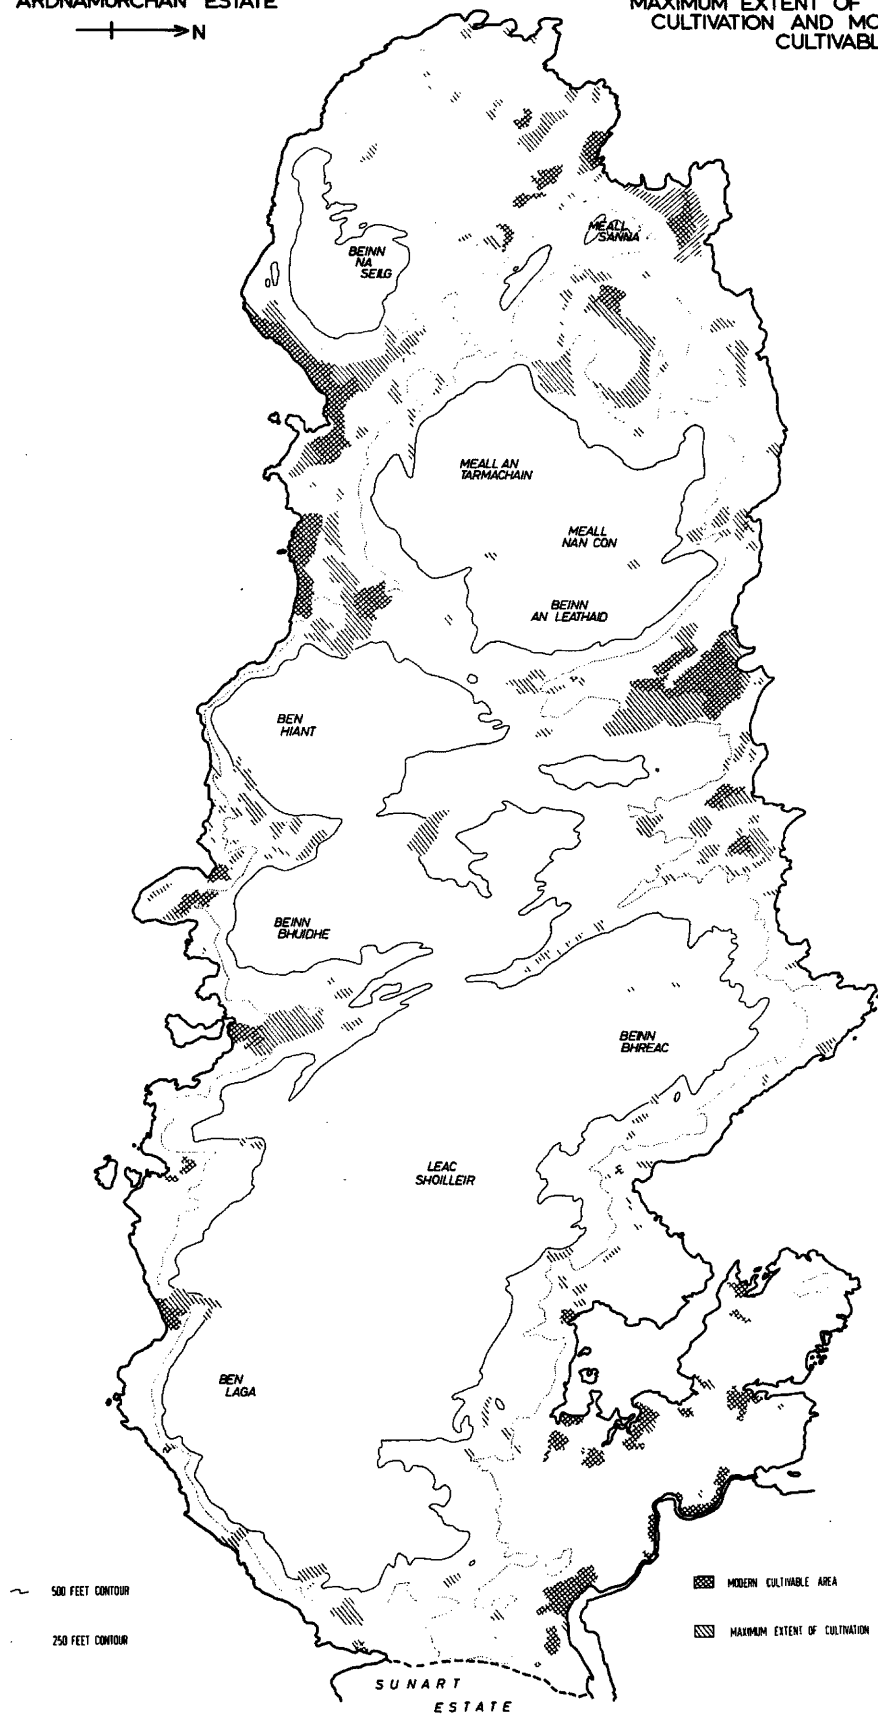 ARDNAMURCHAN ESTATE
N
MAXIMUM EXTENT OF
CULTIVATION AND MO
CULTIVABL
MEALL
SANNA
BEINN
NA
SEILG
MEALL AN
TARMACHAIN
MEALL
NAN CON
BEINN
AN LEATHAID
BEN
HIANT
BEINN
BHUIDHE
BEINN
BHREAC
LEAC
SHOILLEIR
BEN
LAGA
500 FEET CONTOUR
250 FEET CONTOUR
MODERN CULTIVABLE AREA
MAXIMUM EXTENT OF CULTIVATION
SUNART
ESTATE